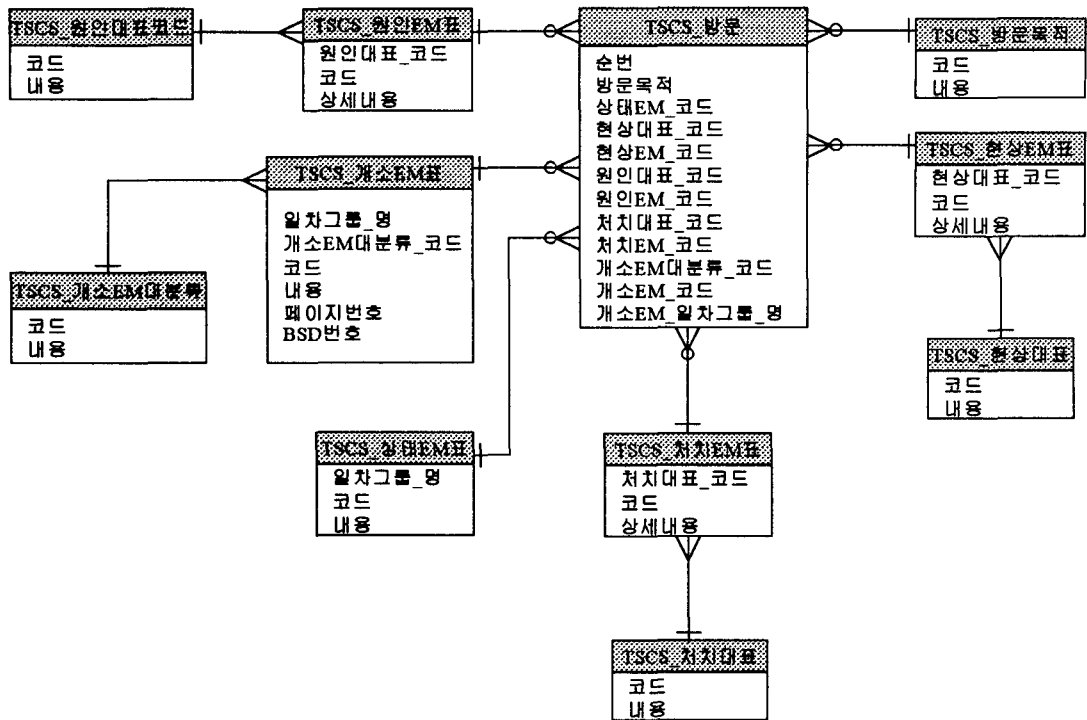 TSCS_원인대표코드
코드
내용
TSCS_원인EM표
원인대표_코드
코드
상세내용
TSCS_방문
순번
방문목적
상태EM_코드
현상대표_코드
현상EM_코드
원인대표_코드
원인EM_코드
처치대표_코드
처치EM_코드
개소EM대분류_코드
개소EM_코드
개소EM_일차그룹_명
TSCS_방문목적
코드
내용
TSCS_현상EM표
현상대표_코드
코드
상세내용
TSCS_개소EM표
일차그룹_명
개소EM대분류_코드
코드
내용
페이지번호
BSD번호
TSCS_개소EM대분류
코드
내용
TSCS_현상대표
코드
내용
TSCS_상태EM표
일차그룹_명
코드
내용
TSCS_처치EM표
처치대표_코드
코드
상세내용
TSCS_처치대표
코드
내용